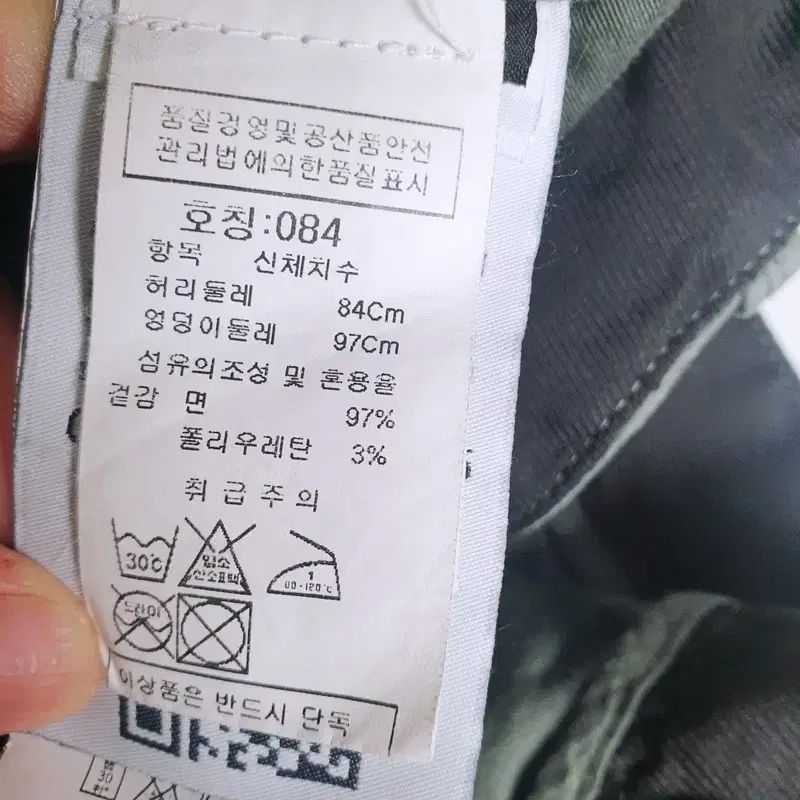 품질경영및공산품안전
관리법에의한품질표시
호칭:084
항목 신체치수
허리둘레 84Cm
엉덩이둘레 97Cm
섬유의조성 및 혼용율
겉감 면 97%
폴리우레탄 3%
취급주의
30℃
염소
산소표백
1
80-120℃
드라이
이상품은 반드시 단독
30